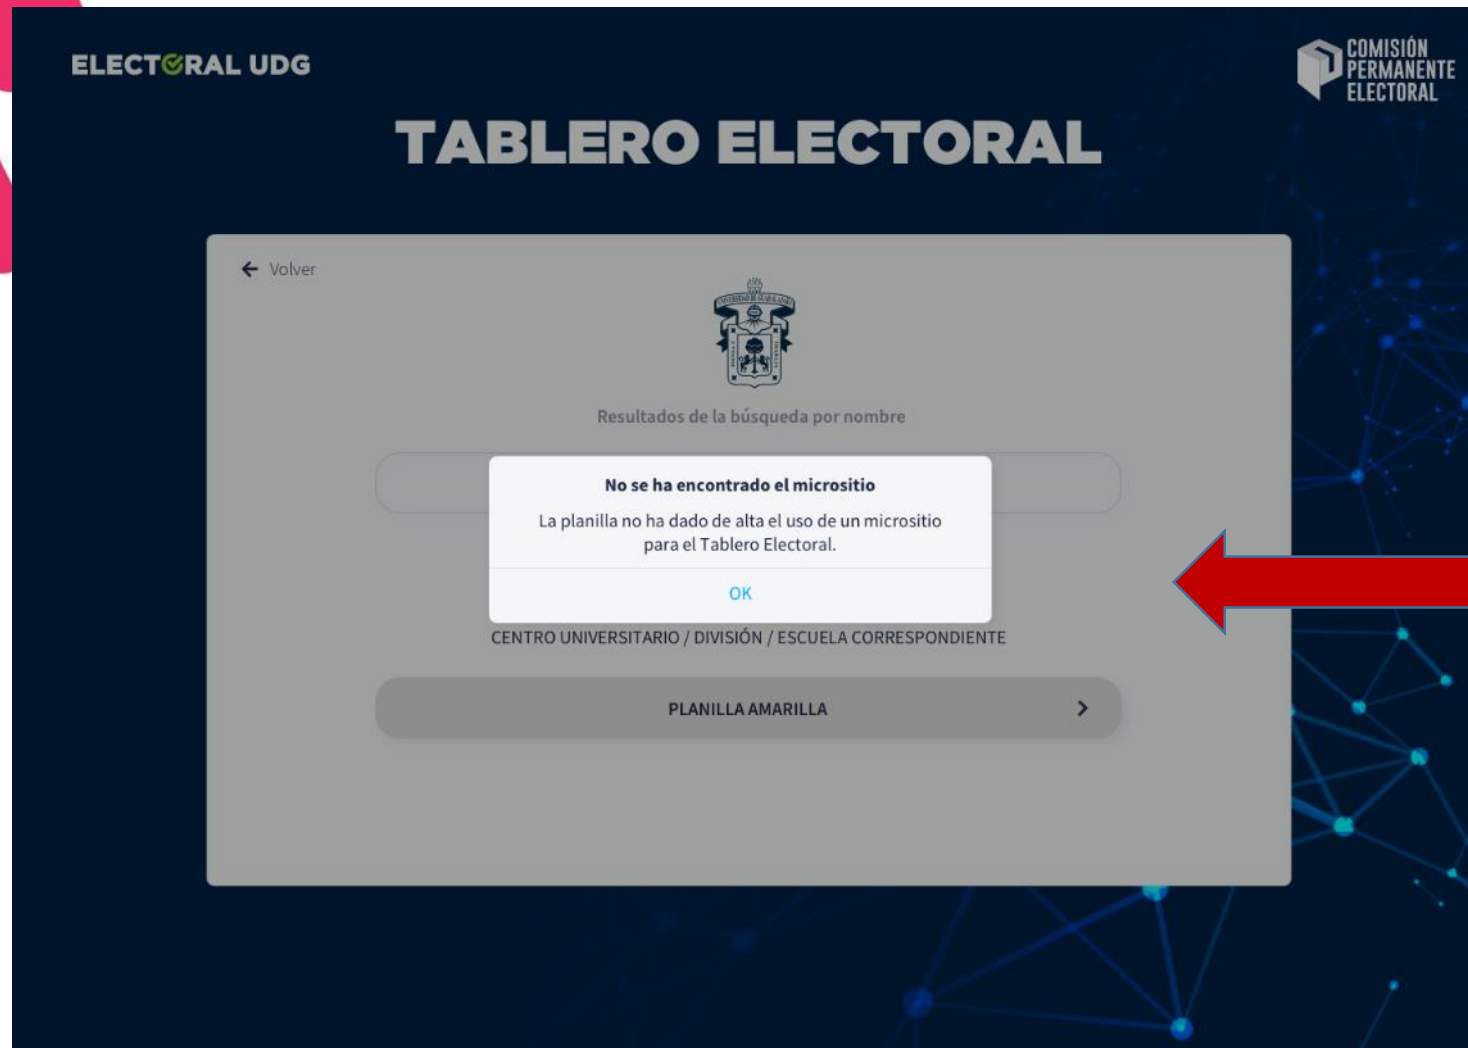 ELECTORAL UDG
COMISIÓN
PERMANENTE
ELECTORAL
TABLERO ELECTORAL
Volver
Resultados de la búsqueda por nombre
No se ha encontrado el micrositio
La planilla no ha dado de alta el uso de un micrositio
para el Tablero Electoral.
OK
CENTRO UNIVERSITARIO / DIVISIÓN / ESCUELA CORRESPONDIENTE
PLANILLA AMARILLA